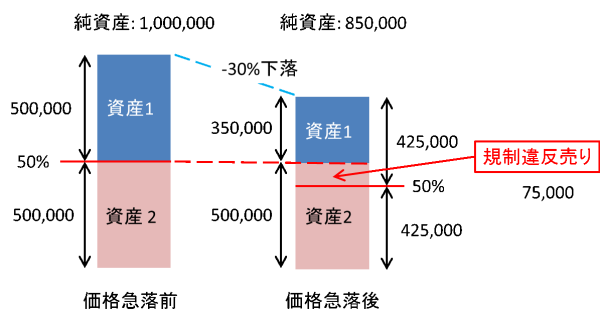 純資産: 1,000,000
純資産: 850,000
-30%下落
500,000
資産1
350,000
資産1
425,000
規制違反売り
50%
50%
75,000
500,000
資産 2
500,000
資産2
425,000
価格急落前
価格急落後